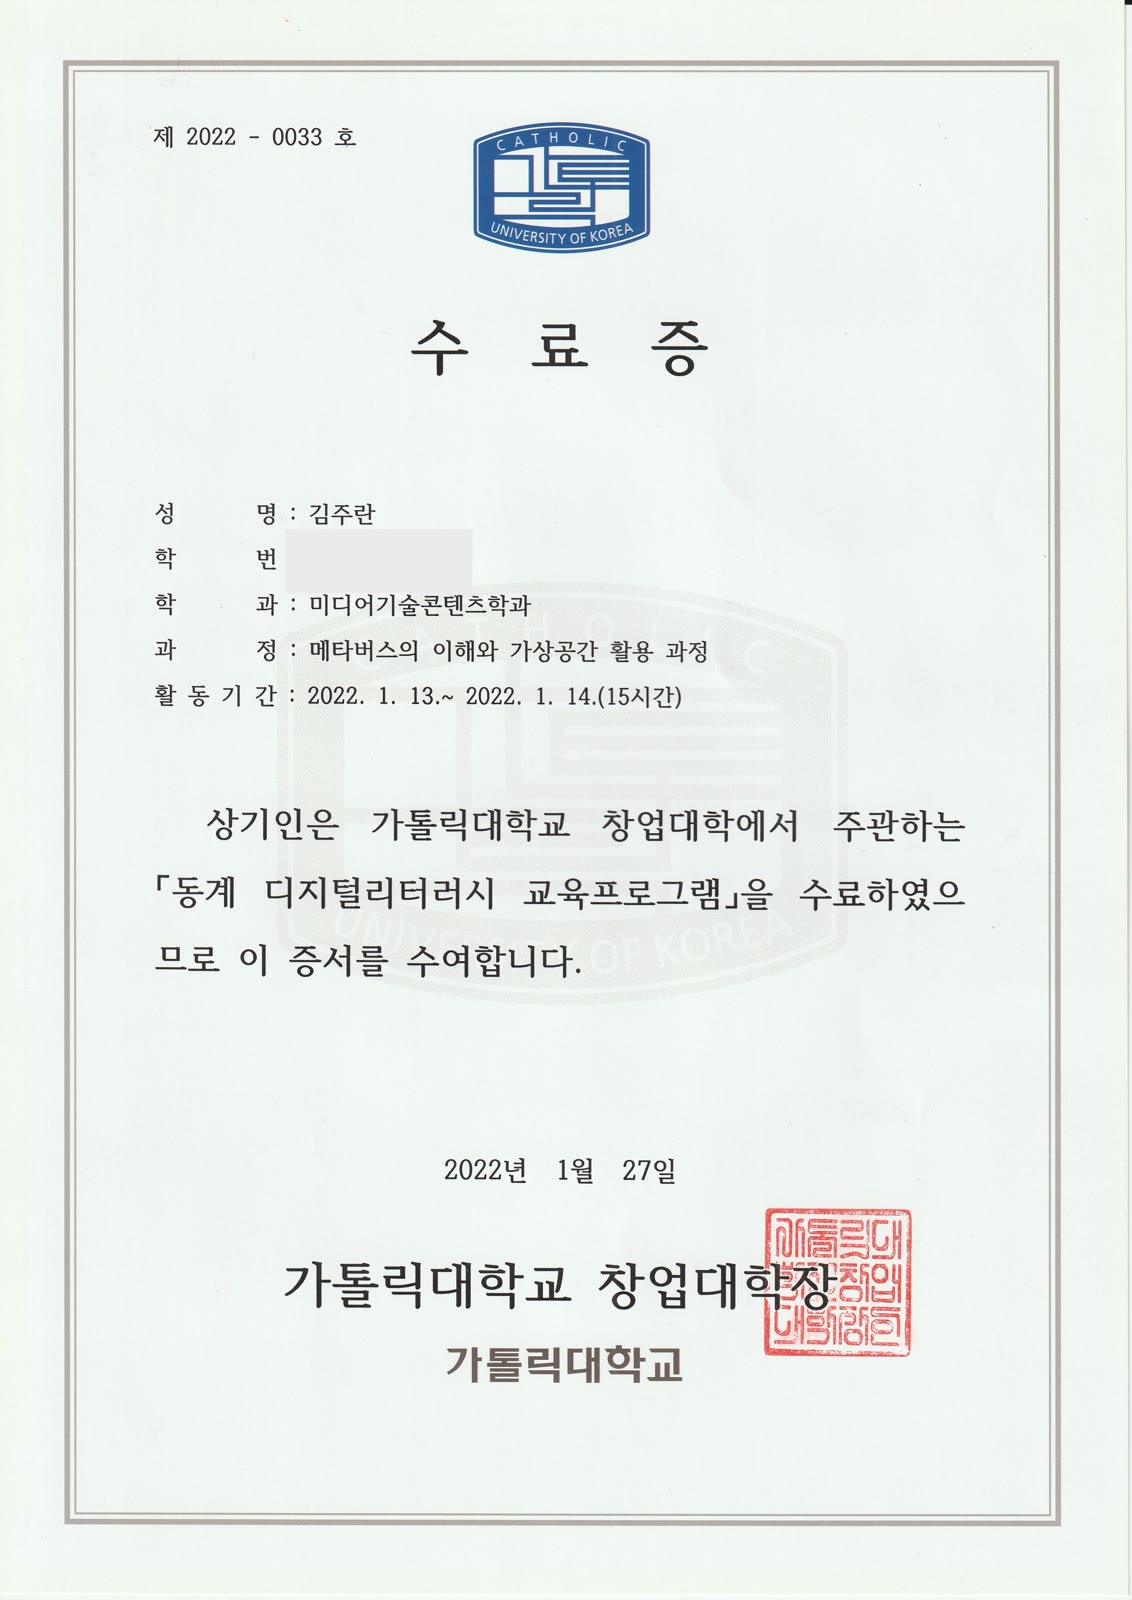 제 2022 - 0033 호
CATHOLIC
UNIVERSITY OF KOREA
수 료 증
성 명 : 김주란
학 번
학 과 : 미디어기술콘텐츠학과
과 정 : 메타버스의 이해와 가상공간 활용 과정
활 동 기 간 : 2022. 1. 13.~ 2022. 1. 14.(15시간)
CATHOLIC
상기인은 가톨릭대학교 창업대학에서 주관하는
「동계 디지털리터러시 교육프로그램」을 수료하였으
므로 이 증서를 수여합니다.
UNIVERSITY OF KOREA
2022년 1월 27일
가톨릭대학교 창업대학장
가톨릭대학교